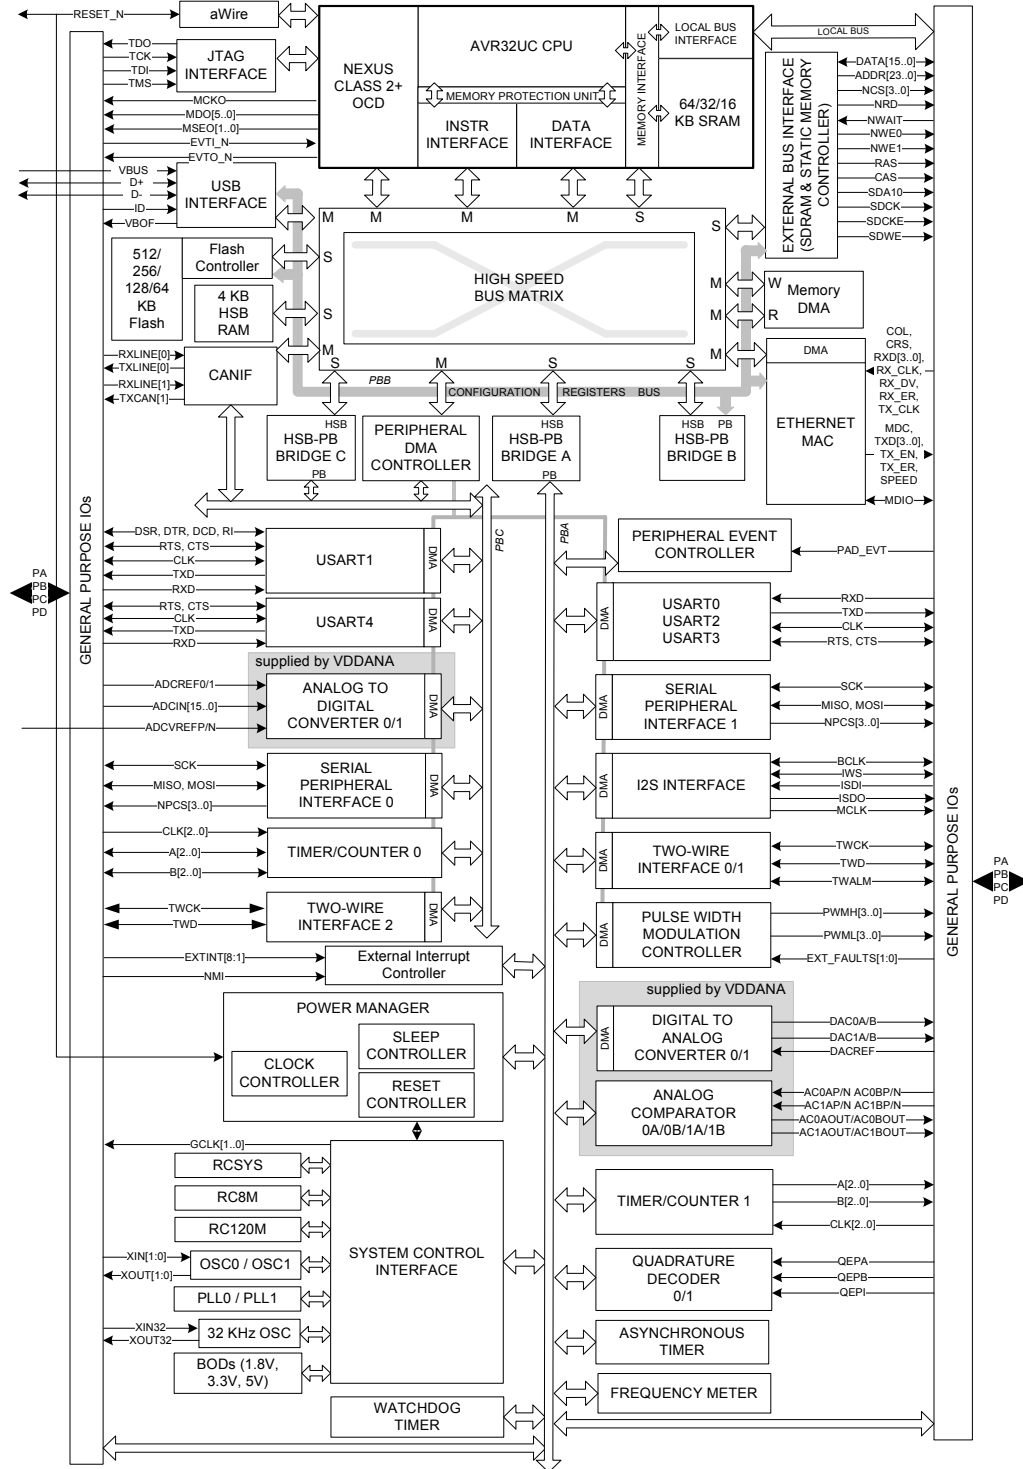 RESET_N
aWire
TDO
TCK
TDI
TMS
JTAG
INTERFACE
MCKO
MDO[5..0]
MSEO[1..0]
EVTI_N
EVTO_N
NEXUS
CLASS 2+
OCD
AVR32UC CPU
MEMORY PROTECTION UNIT
INSTR
INTERFACE
DATA
INTERFACE
MEMORY INTERFACE
LOCAL BUS
INTERFACE
64/32/16
KB SRAM
LOCAL BUS
EXTERNAL BUS INTERFACE
(SDRAM & STATIC MEMORY
CONTROLLER)
DATA[15..0]
ADDR[23..0]
NCS[3..0]
NRD
NWAIT
NWE0
NWE1
RAS
CAS
SDA10
SDCK
SDCKE
SDWE
VBUS
D+
D-
ID
VBOF
USB
INTERFACE
512/
256/
128/64
KB
Flash
Flash
Controller
4 KB
HSB
RAM
RXLINE[0]
TXLINE[0]
RXLINE[1]
TXCAN[1]
CANIF
M
M
M
M
S
S
S
S
M
S
M
S
S
M
M
M
HIGH SPEED
BUS MATRIX
W
R
Memory
DMA
DMA
ETHERNET
MAC
COL,
CRS,
RXD[3..0],
RX_CLK,
RX_DV,
RX_ER,
TX_CLK
MDC,
TXD[3..0],
TX_EN,
TX_ER,
SPEED
MDIO
PBB
CONFIGURATION REGISTERS BUS
HSB
HSB-PB
BRIDGE C
PB
PERIPHERAL
DMA
CONTROLLER
HSB
HSB-PB
BRIDGE A
PB
HSB PB
HSB-PB
BRIDGE B
GENERAL PURPOSE IOs
PA
PB
PC
PD
PBC
PBA
DSR, DTR, DCD, RI
RTS, CTS
CLK
TXD
RXD
USART1
DMA
RTS, CTS
CLK
TXD
RXD
USART4
DMA
supplied by VDDANA
ADCREF0/1
ADCIN[15..0]
ADCVREFP/N
ANALOG TO
DIGITAL
CONVERTER 0/1
DMA
SCK
MISO, MOSI
NPCS[3..0]
SERIAL
PERIPHERAL
INTERFACE 0
DMA
CLK[2..0]
A[2..0]
B[2..0]
TIMER/COUNTER 0
TWCK
TWD
TWO-WIRE
INTERFACE 2
DMA
EXTINT[8:1]
NMI
External Interrupt
Controller
POWER MANAGER
CLOCK
CONTROLLER
SLEEP
CONTROLLER
RESET
CONTROLLER
GCLK[1..0]
RCSYS
RC8M
RC120M
XIN[1:0]
XOUT[1:0]
OSC0 / OSC1
PLL0 / PLL1
XIN32
XOUT32
32 KHz OSC
BODs (1.8V,
3.3V, 5V)
SYSTEM CONTROL
INTERFACE
WATCHDOG
TIMER
PERIPHERAL EVENT
CONTROLLER
PAD_EVT
DMA
USART0
USART2
USART3
RXD
TXD
CLK
RTS, CTS
DMA
SERIAL
PERIPHERAL
INTERFACE 1
SCK
MISO, MOSI
NPCS[3..0]
DMA
I2S INTERFACE
BCLK
IWS
ISDI
ISDO
MCLK
DMA
TWO-WIRE
INTERFACE 0/1
TWCK
TWD
TWALM
DMA
PULSE WIDTH
MODULATION
CONTROLLER
PWMH[3..0]
PWML[3..0]
EXT_FAULTS[1:0]
supplied by VDDANA
DMA
DIGITAL TO
ANALOG
CONVERTER 0/1
DAC0A/B
DAC1A/B
DACREF
ANALOG
COMPARATOR
0A/0B/1A/1B
AC0AP/N AC0BP/N
AC1AP/N AC1BP/N
AC0AOUT/AC0BOUT
AC1AOUT/AC1BOUT
TIMER/COUNTER 1
A[2..0]
B[2..0]
CLK[2..0]
QUADRATURE
DECODER
0/1
QEPA
QEPB
QEPI
ASYNCHRONOUS
TIMER
FREQUENCY METER
GENERAL PURPOSE IOs
PA
PB
PC
PD